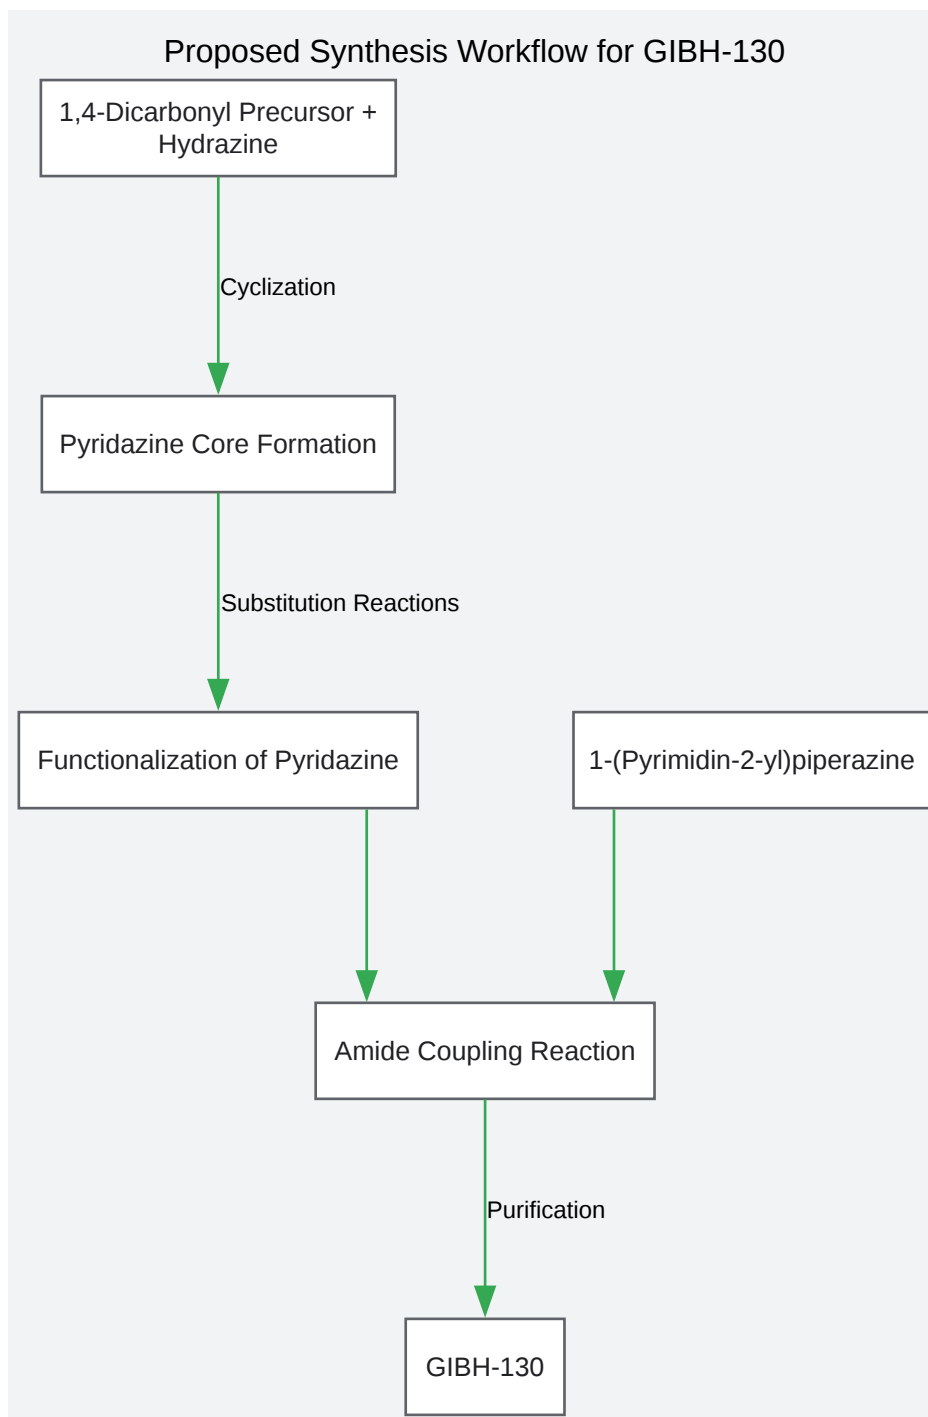 Proposed Synthesis Workflow for GIBH-130
1,4-Dicarbonyl Precursor +
Hydrazine
Cyclization
Pyridazine Core Formation
Substitution Reactions
Functionalization of Pyridazine
1-(Pyrimidin-2-yl)piperazine
Amide Coupling Reaction
Purification
GIBH-130